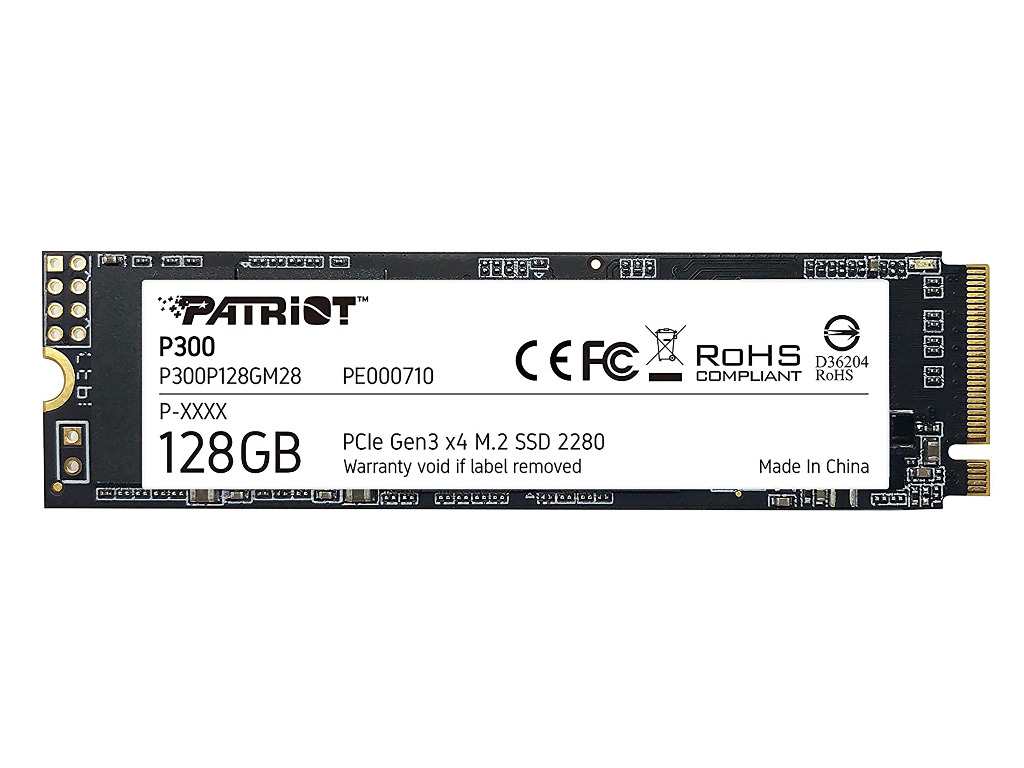 PATRIOT™
P300
P300P128GM28 PE000710
CE FC RoHS COMPLIANT
D36204
RoHS
P-XXXX
128GB
PCIe Gen3 x4 M.2 SSD 2280
Warranty void if label removed
Made In China
1937